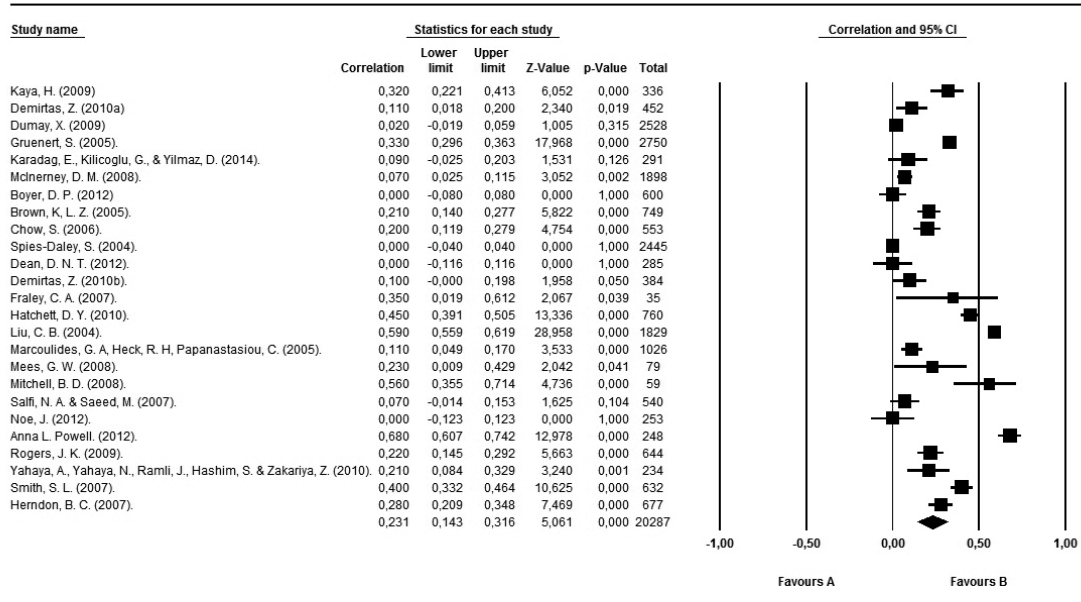 Study name Statistics for each study Correlation and 95% CI
Lower Upper
Correlation limit limit Z-Value p-Value Total
Kaya, H. (2009) 0,320 0,221 0,413 6,052 0,000 336
Demirtas, Z. (2010a) 0,110 0,018 0,200 2,340 0,019 452
Dumay, X. (2009) 0,020 -0,019 0,059 1,005 0,315 2528
Gruenert, S. (2005). 0,330 0,296 0,363 17,968 0,000 2750
Karadag, E., Kilicoglu, G., & Yilmaz, D. (2014). 0,090 -0,025 0,203 1,531 0,126 291
McInerney, D. M. (2008). 0,070 0,025 0,115 3,052 0,002 1898
Boyer, D. P. (2012) 0,000 -0,080 0,080 0,000 1,000 600
Brown, K, L. Z. (2005). 0,210 0,140 0,277 5,822 0,000 749
Chow, S. (2006). 0,200 0,119 0,279 4,754 0,000 553
Spies-Daley, S. (2004). 0,000 -0,040 0,040 0,000 1,000 2445
Dean, D. N. T. (2012). 0,000 -0,116 0,116 0,000 1,000 285
Demirtas, Z. (2010b). 0,100 -0,000 0,198 1,958 0,050 384
Fraley, C. A. (2007). 0,350 0,019 0,612 2,067 0,039 35
Hatchett, D. Y. (2010). 0,450 0,391 0,505 13,336 0,000 760
Liu, C. B. (2004). 0,590 0,559 0,619 28,958 0,000 1829
Marcoulides, G. A, Heck, R. H, Papanastasiou, C. (2005). 0,110 0,049 0,170 3,533 0,000 1026
Mees, G. W. (2008). 0,230 0,009 0,429 2,042 0,041 79
Mitchell, B. D. (2008). 0,560 0,355 0,714 4,736 0,000 59
Salfi, N. A. & Saeed, M. (2007). 0,070 -0,014 0,153 1,625 0,104 540
Noe, J. (2012). 0,000 -0,123 0,123 0,000 1,000 253
Anna L. Powell. (2012). 0,680 0,607 0,742 12,978 0,000 248
Rogers, J. K. (2009). 0,220 0,145 0,292 5,663 0,000 644
Yahaya, A., Yahaya, N., Ramli, J., Hashim, S. & Zakariya, Z. (2010). 0,210 0,084 0,329 3,240 0,001 234
Smith, S. L. (2007). 0,400 0,332 0,464 10,625 0,000 632
Herndon, B. C. (2007). 0,280 0,209 0,348 7,469 0,000 677
0,231 0,143 0,316 5,061 0,000 20287
-1,00 -0,50 0,00 0,50 1,00
Favours A Favours B